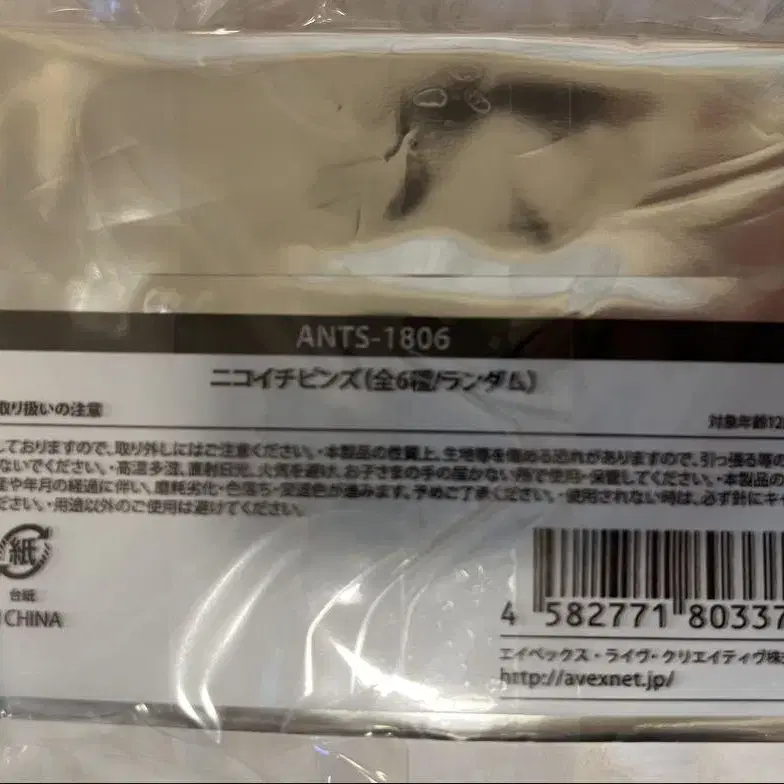 ANTS-1806
ニコイチピンズ(全6種/ランダム)
取り扱いの注意
対象年齢12
しておりますので、取り外しにはご注意ください。・本製品の性質上、生地等を傷める恐れがありますので、引っ張る等の
ないでください。・高温多湿、直射日光、火気を避け、お子さまの手の届かない所で使用・保管してください。・本製品の
や年月の経過に伴い、磨耗劣化・色落ち・変退色が進みます。予めご了承ください。・使用されない時は、必ず針にキ
ださい。・用途以外のご使用は避けてください。
紙
台紙
CHINA
4 582771 80337
エイベックス・ライヴ・クリエイティヴ株
http://avexnet.jp/